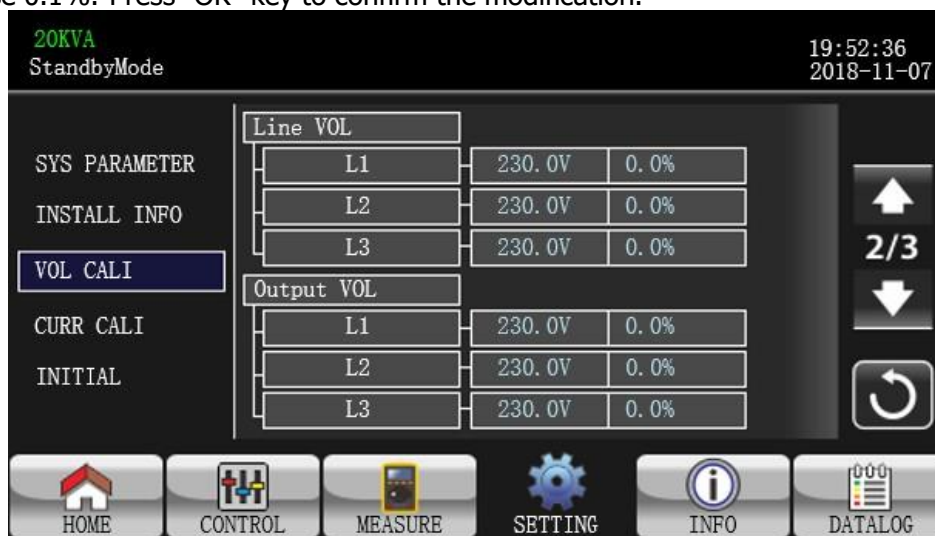 0.1%. Press "OK" key to confirm the modification.
20KVA
StandbyMode
19:52:36
2018-11-07
SYS PARAMETER
INSTALL INFO
VOL CALI
CURR CALI
INITIAL
Line VOL
L1 230.0V 0.0%
L2 230.0V 0.0%
L3 230.0V 0.0%
Output VOL
L1 230.0V 0.0%
L2 230.0V 0.0%
L3 230.0V 0.0%
2/3
HOME CONTROL MEASURE SETTING INFO DATALOG